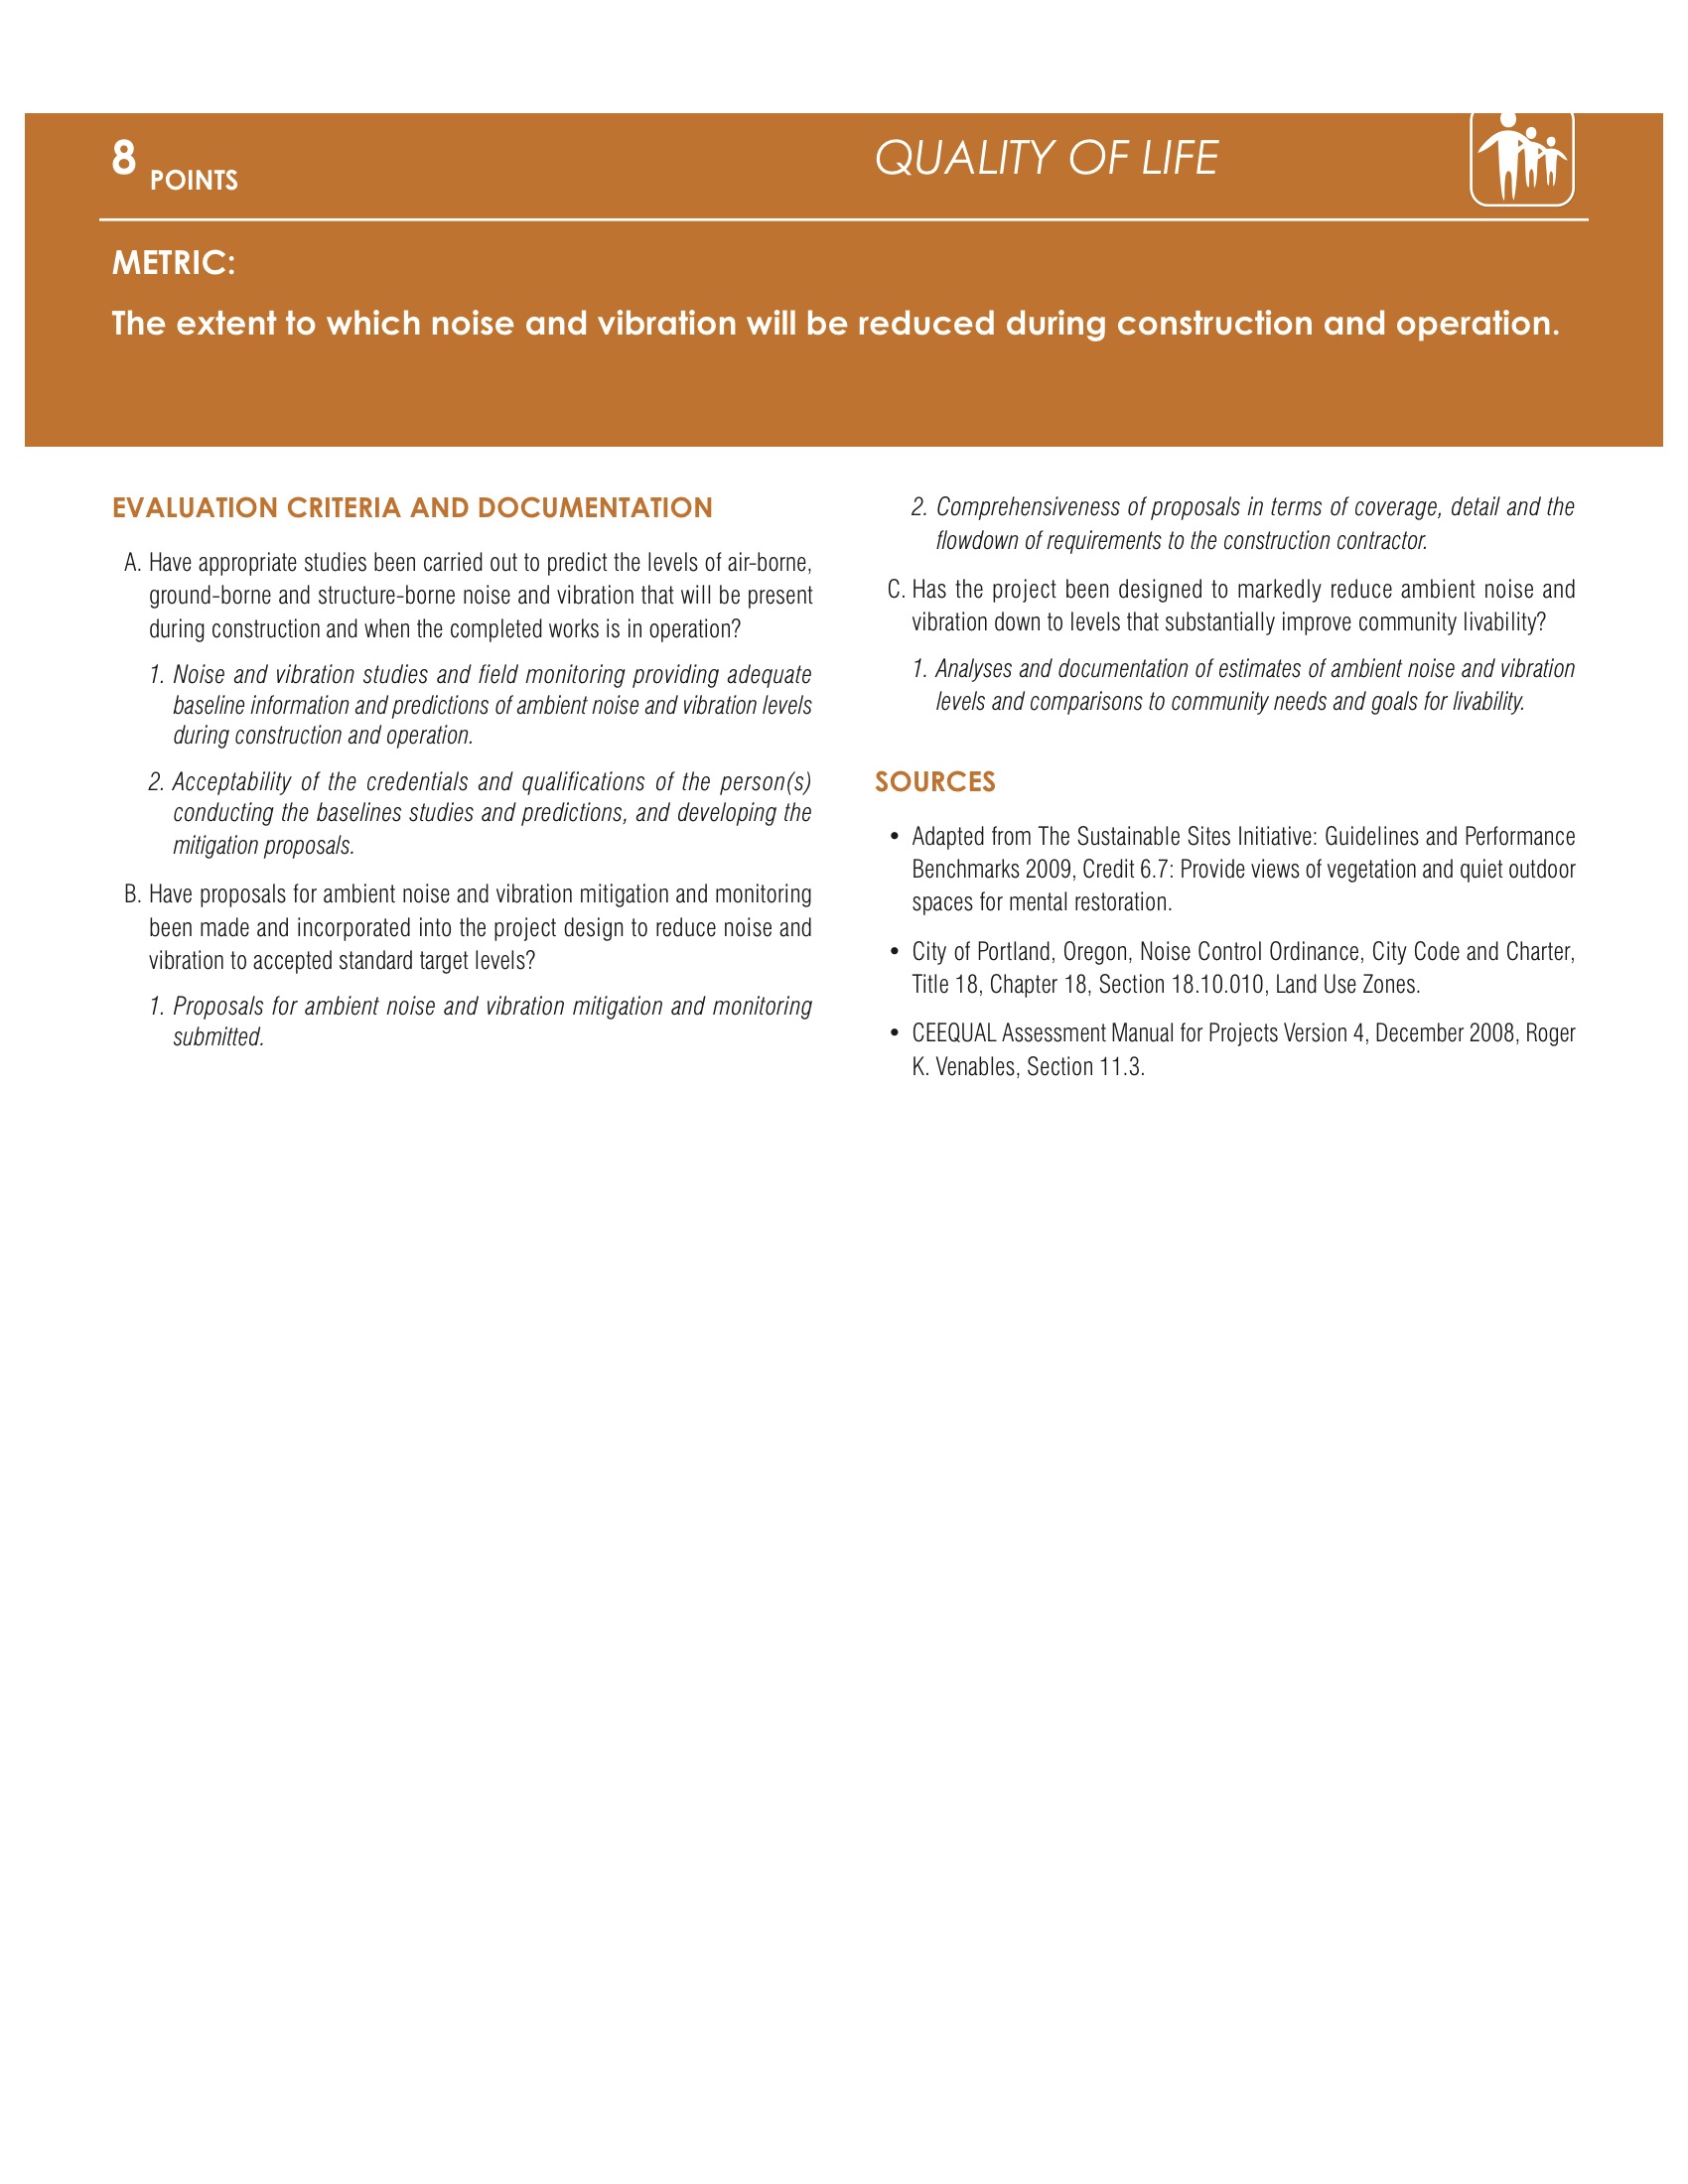 8 POINTS
QUALITY OF LIFE
METRIC:
The extent to which noise and vibration will be reduced during construction and operation.
EVALUATION CRITERIA AND DOCUMENTATION
A. Have appropriate studies been carried out to predict the levels of air-borne,
ground-borne and structure-borne noise and vibration that will be present
during construction and when the completed works is in operation?
1. Noise and vibration studies and field monitoring providing adequate
baseline information and predictions of ambient noise and vibration levels
during construction and operation.
2. Acceptability of the credentials and qualifications of the person(s)
conducting the baselines studies and predictions, and developing the
mitigation proposals.
B. Have proposals for ambient noise and vibration mitigation and monitoring
been made and incorporated into the project design to reduce noise and
vibration to accepted standard target levels?
1. Proposals for ambient noise and vibration mitigation and monitoring
submitted.
2. Comprehensiveness of proposals in terms of coverage, detail and the
flowdown of requirements to the construction contractor.
C. Has the project been designed to markedly reduce ambient noise and
vibration down to levels that substantially improve community livability?
1. Analyses and documentation of estimates of ambient noise and vibration
levels and comparisons to community needs and goals for livability.
SOURCES
• Adapted from The Sustainable Sites Initiative: Guidelines and Performance
Benchmarks 2009, Credit 6.7: Provide views of vegetation and quiet outdoor
spaces for mental restoration.
• City of Portland, Oregon, Noise Control Ordinance, City Code and Charter,
Title 18, Chapter 18, Section 18.10.010, Land Use Zones.
• CEEQUAL Assessment Manual for Projects Version 4, December 2008, Roger
K. Venables, Section 11.3.